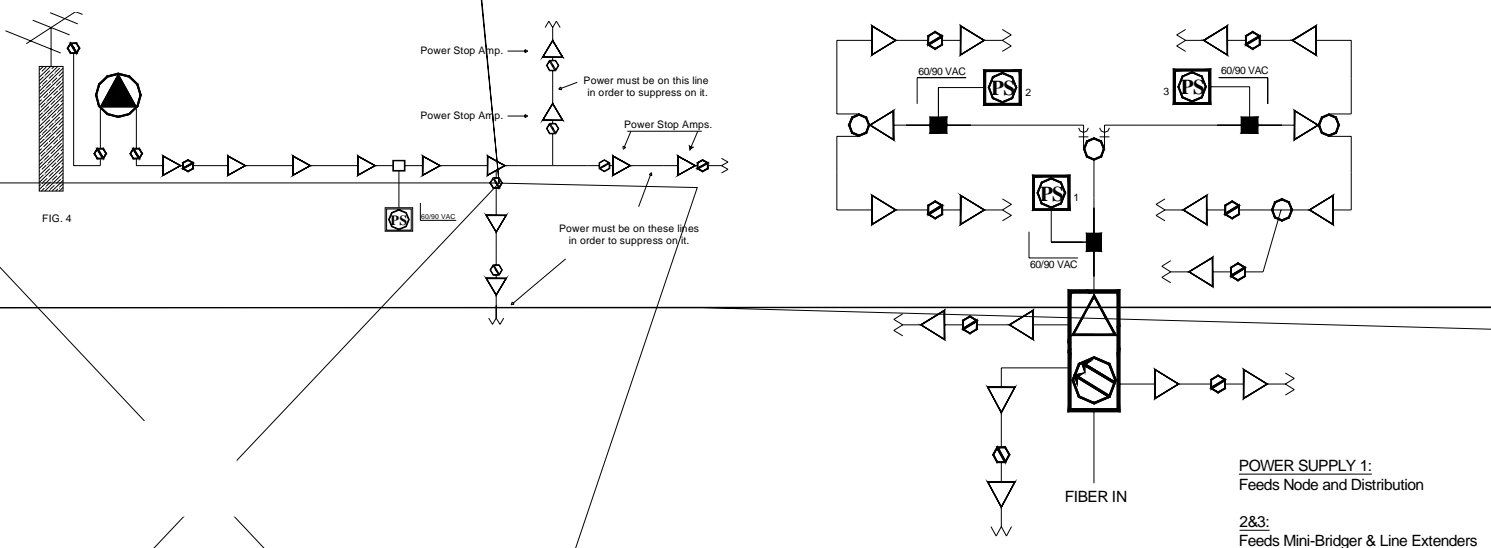 Power Stop Amp.
Power must be on this line
in order to suppress on it.
Power Stop Amp.
Power Stop Amps.
PS
60/90 VAC
FIG. 4
Power must be on these lines
in order to suppress on it.
60/90 VAC
PS
2
60/90 VAC
3
PS
PS
1
60/90 VAC
FIBER IN
POWER SUPPLY 1:
Feeds Node and Distribution
2&3:
Feeds Mini-Bridger & Line Extenders